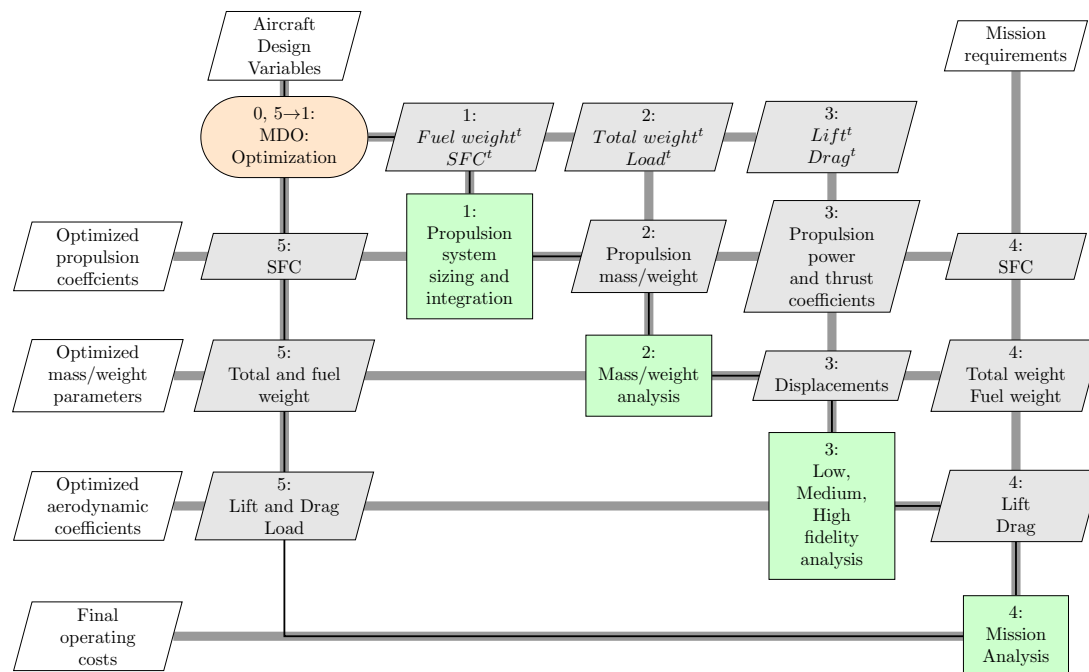 Aircraft
Design
Variables
Mission
requirements
0, 5→1:
MDO:
Optimization
1:
Fuel weight^t
SFC^t
2:
Total weight^t
Load^t
3:
Lift^t
Drag^t
Optimized
propulsion
coeffcients
5:
SFC
1:
Propulsion
system
sizing and
integration
2:
Propulsion
mass/weight
3:
Propulsion
power
and thrust
coefficients
4:
SFC
Optimized
mass/weight
parameters
5:
Total and fuel
weight
2:
Mass/weight
analysis
3:
Displacements
4:
Total weight
Fuel weight
Optimized
aerodynamic
coefficients
5:
Lift and Drag
Load
3:
Low,
Medium,
High
fidelity
analysis
4:
Lift
Drag
Final
operating
costs
4:
Mission
Analysis